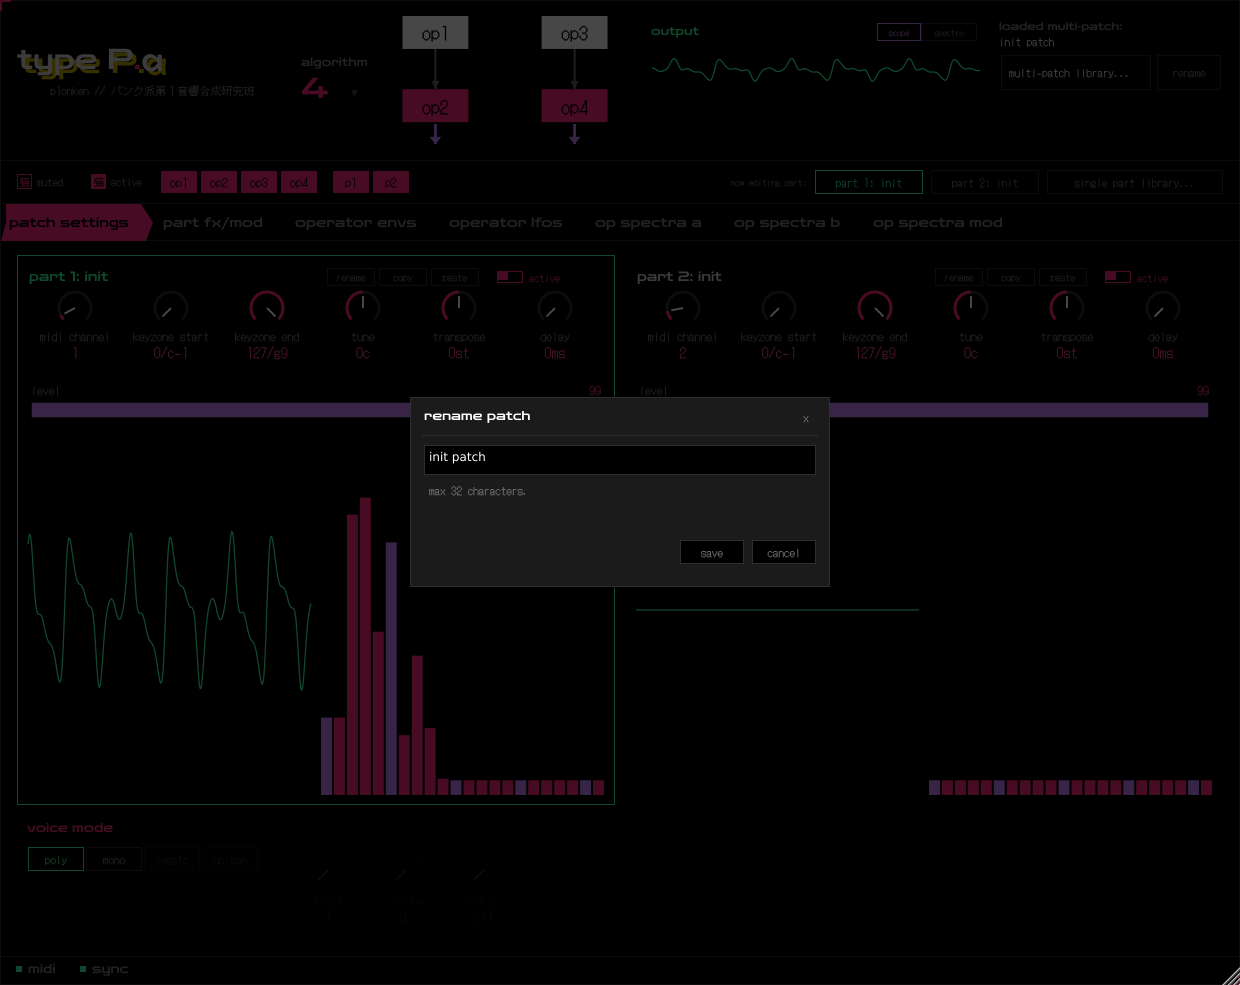 type P.a
plonken // パンク派第1音響合成研究班
algorithm
4
op1
op3
op2
op4
output
scope
spectra
loaded multi-patch:
init patch
multi-patch library...
rename
muted
active
op1
op2
op3
op4
p1
p2
now editing part:
part 1: init
part 2: init
single part library...
patch settings
part fx/mod
operator envs
operator lfos
op spectra a
op spectra b
op spectra mod
part 1: init
rename
copy
paste
active
midi channel
keyzone start
keyzone end
tune
transpose
delay
1
0/c-1
127/g9
0c
0st
0ms
level
99
part 2: init
rename
copy
paste
active
midi channel
keyzone start
keyzone end
tune
transpose
delay
2
0/c-1
127/g9
0c
0st
0ms
level
99
rename patch
x
init patch
max 32 characters.
save
cancel
voice mode
poly
mono
legato
unison
midi
sync